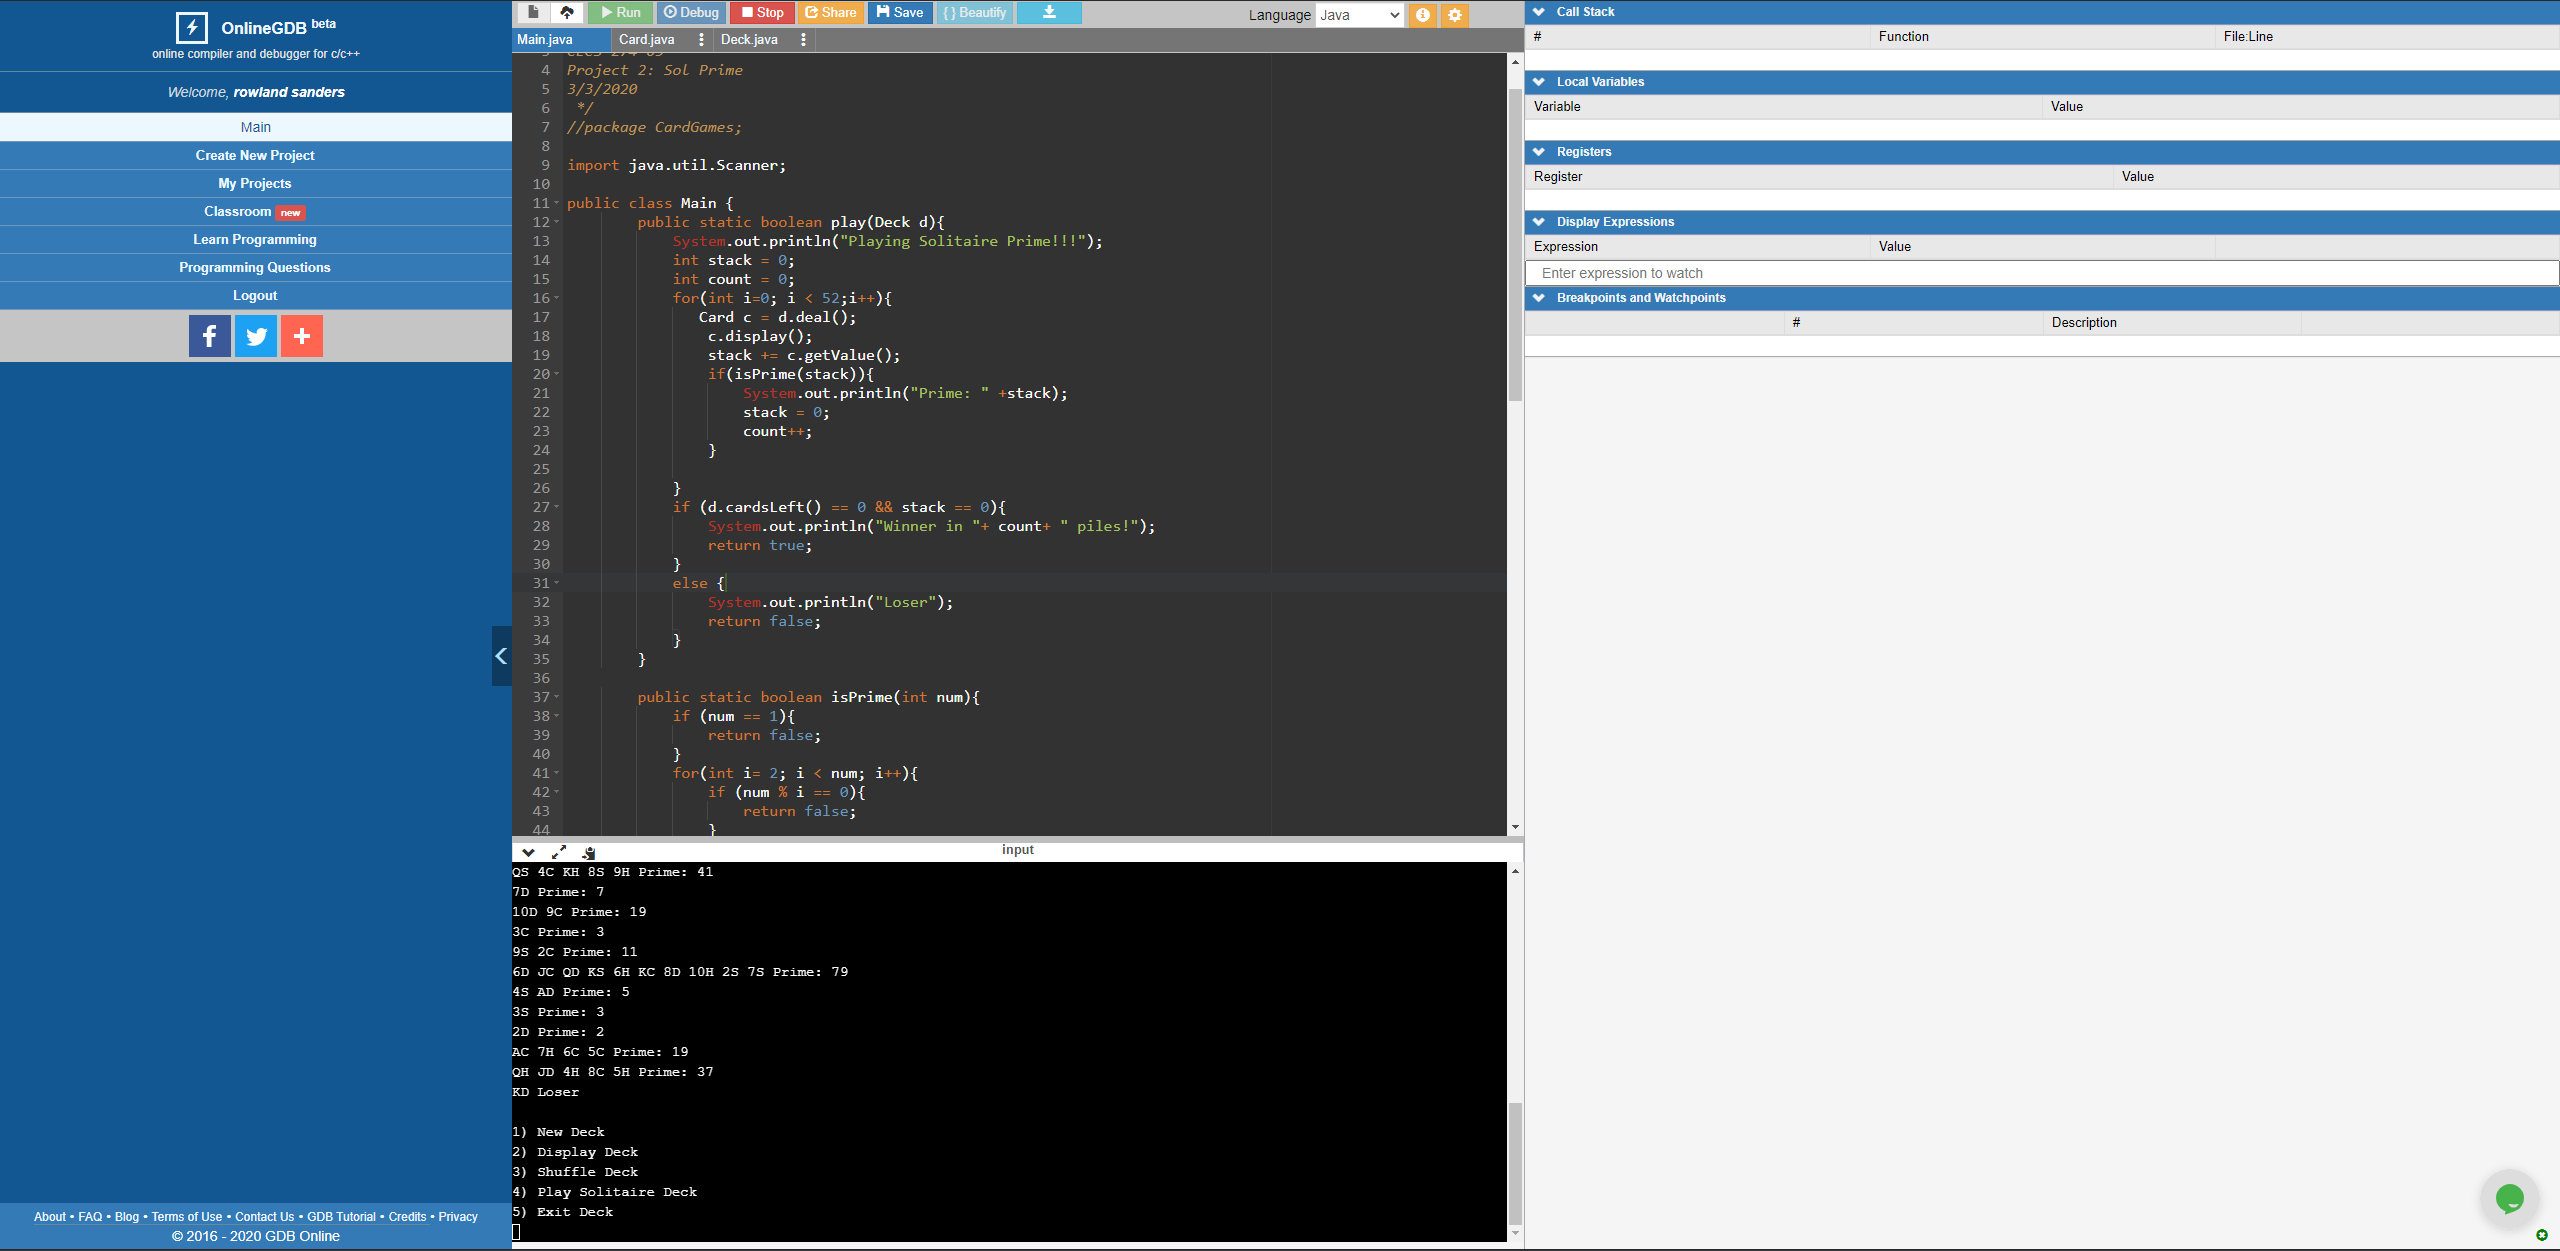 OnlineGDB beta
online compiler and debugger for c/c++
Welcome, rowland sanders
Main
Create New Project
My Projects
Classroom new
Learn Programming
Programming Questions
Logout
About • FAQ • Blog • Terms of Use • Contact Us • GDB Tutorial • Credits • Privacy
© 2016 - 2020 GDB Online
Run Debug Stop Share Save {} Beautify
Language Java
Main.java Card.java Deck.java
4 Project 2: Sol Prime
5 3/3/2020
6 */
7 //package CardGames;
8
9 import java.util.Scanner;
10
11 public class Main {
12 public static boolean play(Deck d){
13 System.out.println("Playing Solitaire Prime!!!");
14 int stack = 0;
15 int count = 0;
16 for(int i=0; i < 52;i++){
17 Card c = d.deal();
18 c.display();
19 stack += c.getValue();
20 if(isPrime(stack)){
21 System.out.println("Prime: " +stack);
22 stack = 0;
23 count++;
24 }
25
26 }
27 if (d.cardsLeft() == 0 && stack == 0){
28 System.out.println("Winner in "+ count+ " piles!");
29 return true;
30 }
31 else {
32 System.out.println("Loser");
33 return false;
34 }
35 }
36
37 public static boolean isPrime(int num){
38 if (num == 1){
39 return false;
40 }
41 for(int i= 2; i < num; i++){
42 if (num % i == 0){
43 return false;
44 }
input
QS 4C KH 8S 9H Prime: 41
7D Prime: 7
10D 9C Prime: 19
3C Prime: 3
9S 2C Prime: 11
6D JC QD KS 6H KC 8D 10H 2S 7S Prime: 79
4S AD Prime: 5
3S Prime: 3
2D Prime: 2
AC 7H 6C 5C Prime: 19
QH JD 4H 8C 5H Prime: 37
KD Loser
1) New Deck
2) Display Deck
3) Shuffle Deck
4) Play Solitaire Deck
5) Exit Deck
Call Stack
# Function File:Line
Local Variables
Variable Value
Registers
Register Value
Display Expressions
Expression Value
Enter expression to watch
Breakpoints and Watchpoints
# Description